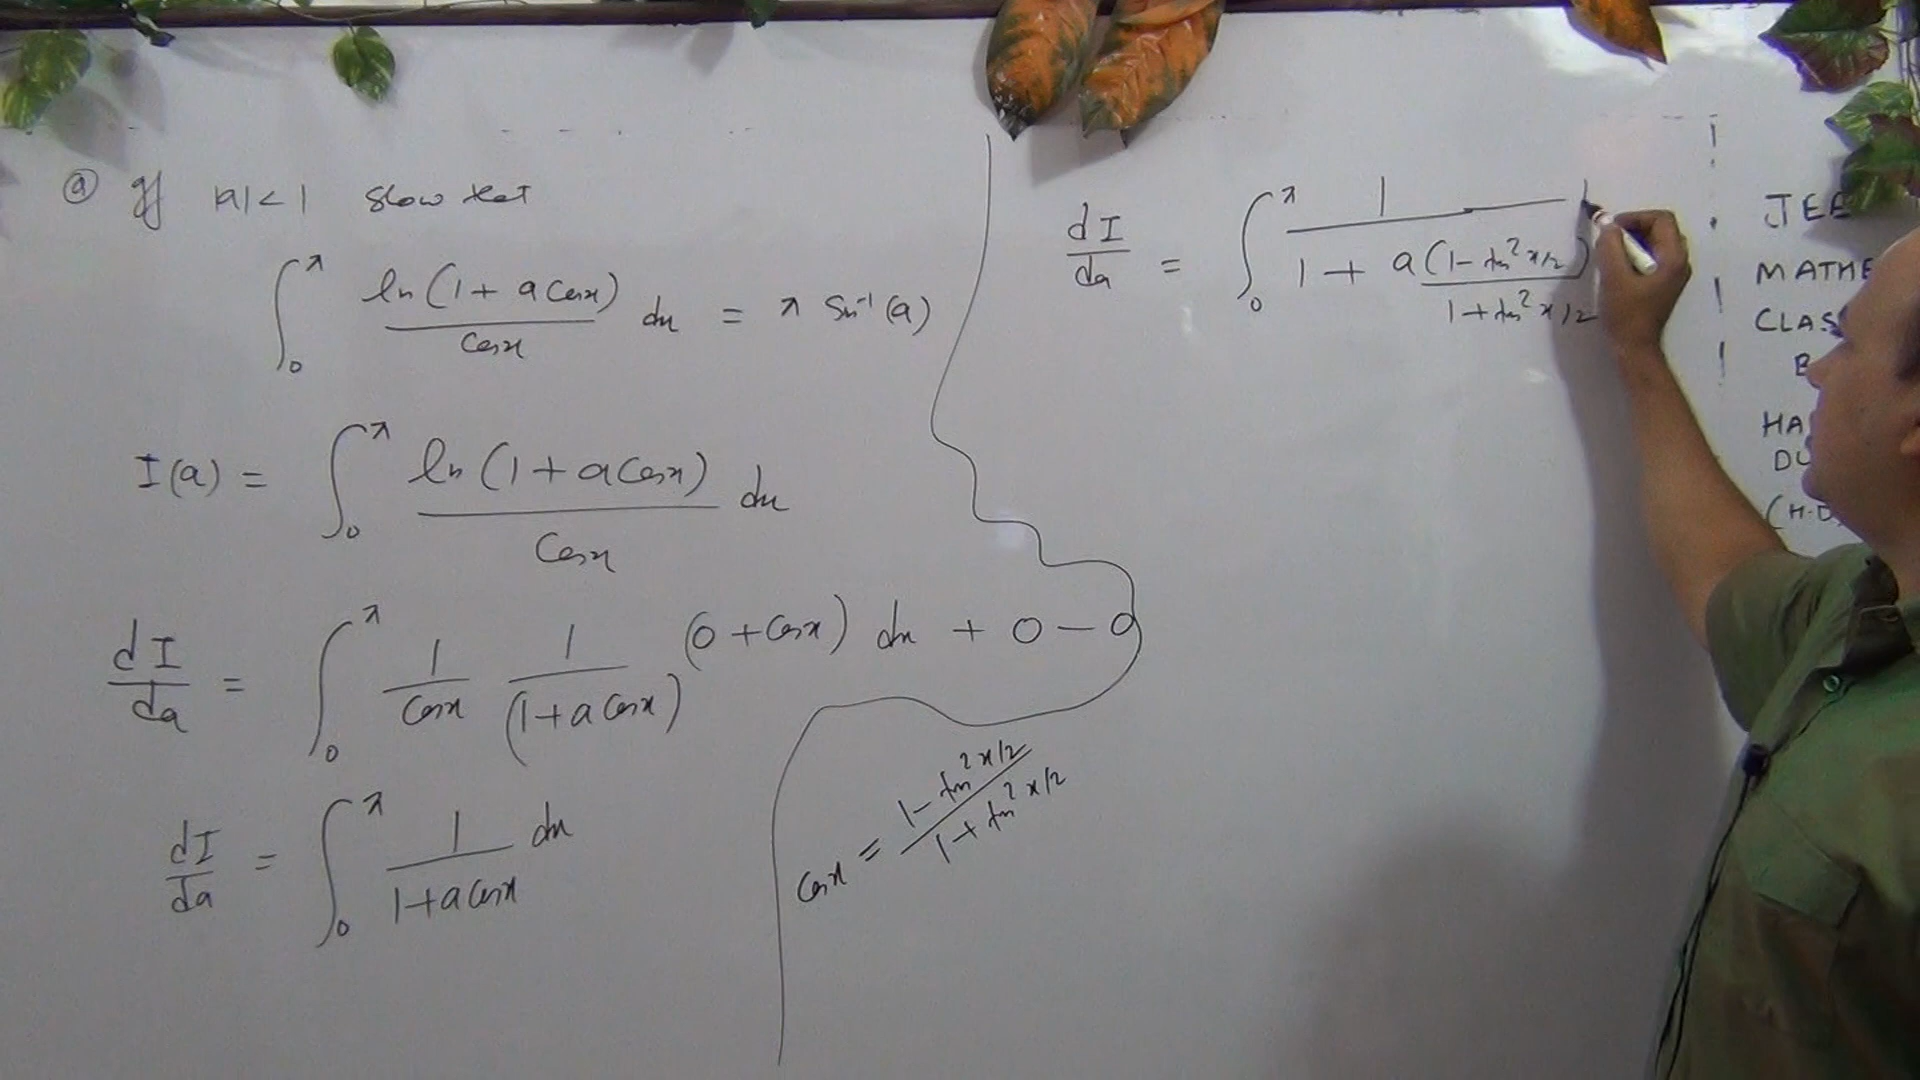 ⓐ If |a|<1 show that
∫₀^π ln(1+a cosx)/cosx dx = π Sin⁻¹(a)
I(a) = ∫₀^π ln(1+a cosx)/cosx dx
dI/da = ∫₀^π 1/cosx 1/(1+a cosx) (0+cosx) dx + 0 − 0
dI/da = ∫₀^π 1/(1+a cosx) dx
cosx = (1−tan²x/2)/(1+tan²x/2)
dI/da = ∫₀^π 1/(1+a(1−tan²x/2)/(1+tan²x/2))
JEE
MATHE
CLAS
B
HA
DU
(H.O